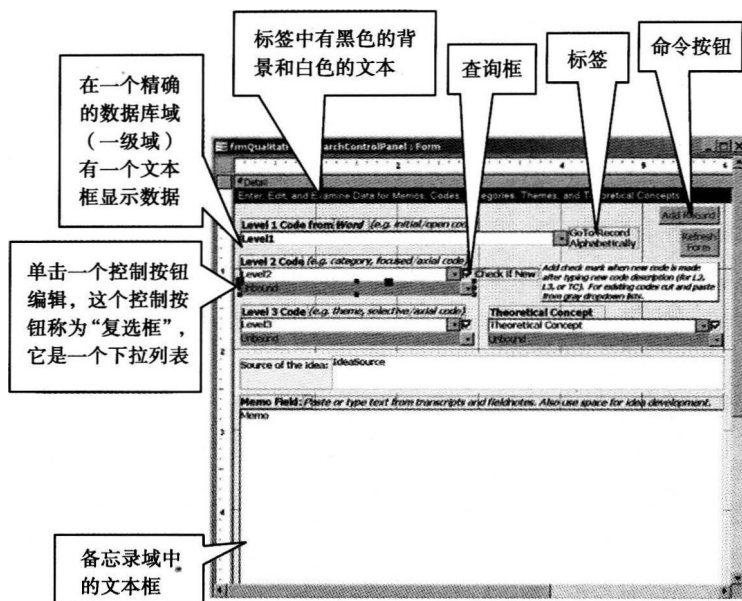 标签中有黑色的背
景和白色的文本
查询框
标签
命令按钮
在一个精确
的数据库域
（一级域）
有一个文本
框显示数据
单击一个控制按钮
编辑，这个控制按
钮称为“复选框”，
它是一个下拉列表
备忘录域中
的文本框
frmQualitati archControlPanel : Form
Detail
Enter, Edit, and Examine Data for Memos, Codes, tegories, Themes, and Theoretical Concepts
Add Record
Level 1 Code from Word (e.g. initial/open cod
Level1
GoTo Record
Alphabetically
Refresh
Form
Level 2 Code (e.g. category, focused/axial code)
Level2
Check if New
Add check mark when new code is made
after typing new code description (for L2,
L3, or TC). For existing codes cut and paste
from gray dropdown lists.
Unbound
Level 3 Code (e.g. theme, selective/axial code)
Theoretical Concept
Level3
Theoretical Concept
Unbound
Unbound
Source of the idea:
IdeaSource
Memo Field: Paste or type text from transcripts and fieldnotes. Also use space for idea development.
Memo